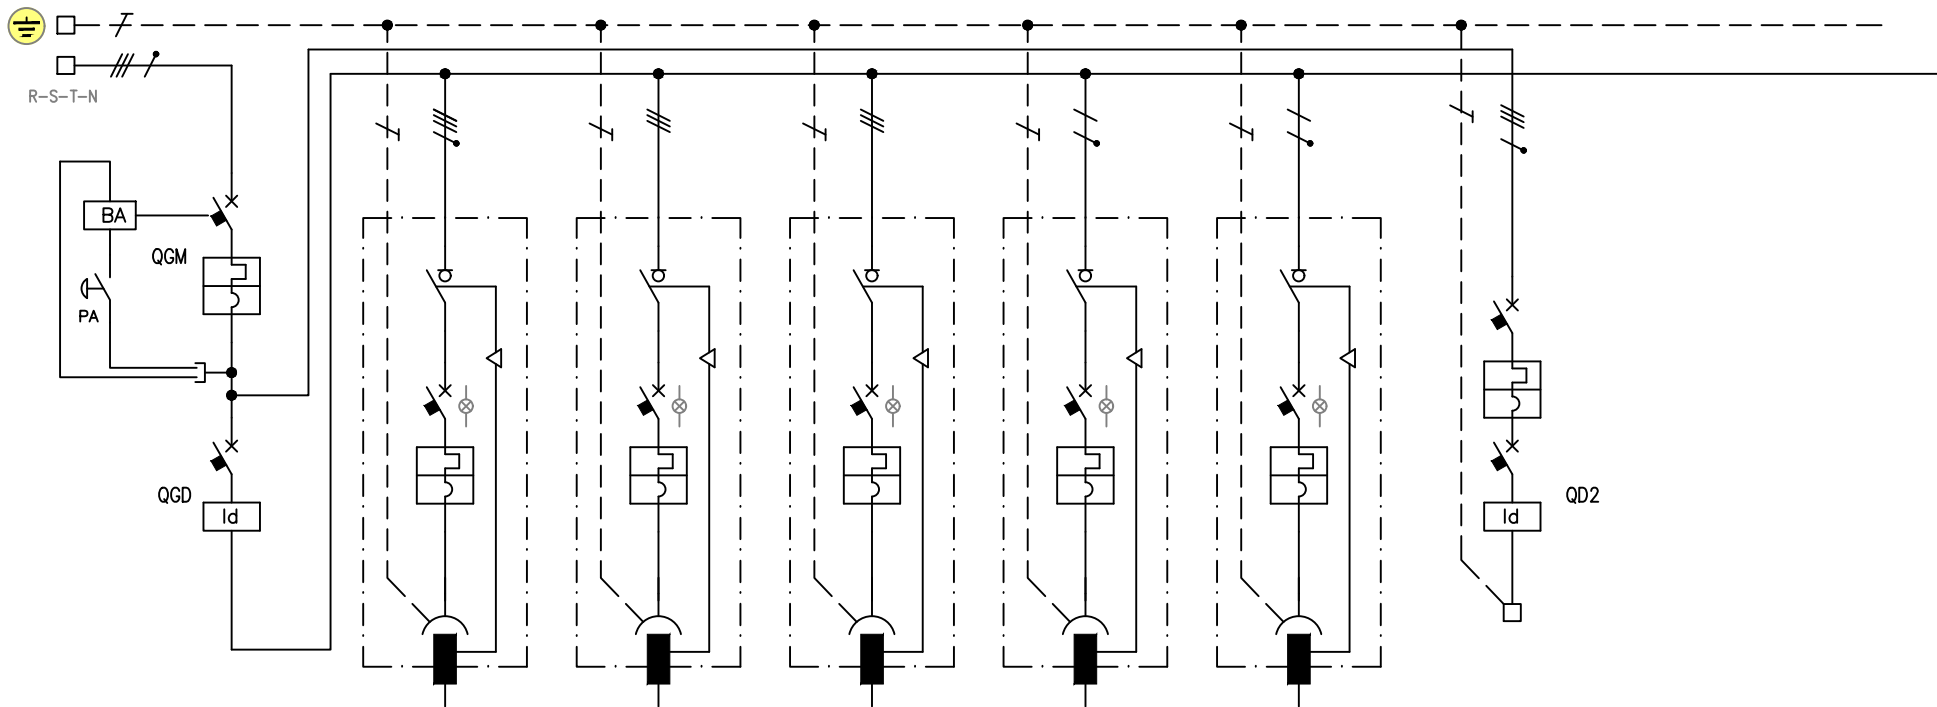 R-S-T-N
BA
QGM
PA
QGD
Id
Id
QD2